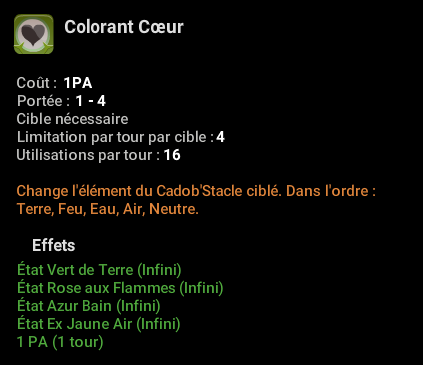 Colorant Cœur
Coût : 1PA
Portée : 1 - 4
Cible nécessaire
Limitation par tour par cible : 4
Utilisations par tour : 16
Change l'élément du Cadob'Stacle ciblé. Dans l'ordre :
Terre, Feu, Eau, Air, Neutre.
Effets
État Vert de Terre (Infini)
État Rose aux Flammes (Infini)
État Azur Bain (Infini)
État Ex Jaune Air (Infini)
1 PA (1 tour)